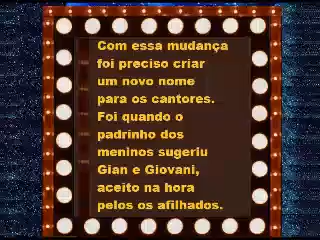 Com essa mudança
foi preciso criar
um novo nome
para os cantores.
Foi quando o
padrinho dos
meninos sugeriu
Gian e Giovani,
aceito na hora
pelos os afilhados.